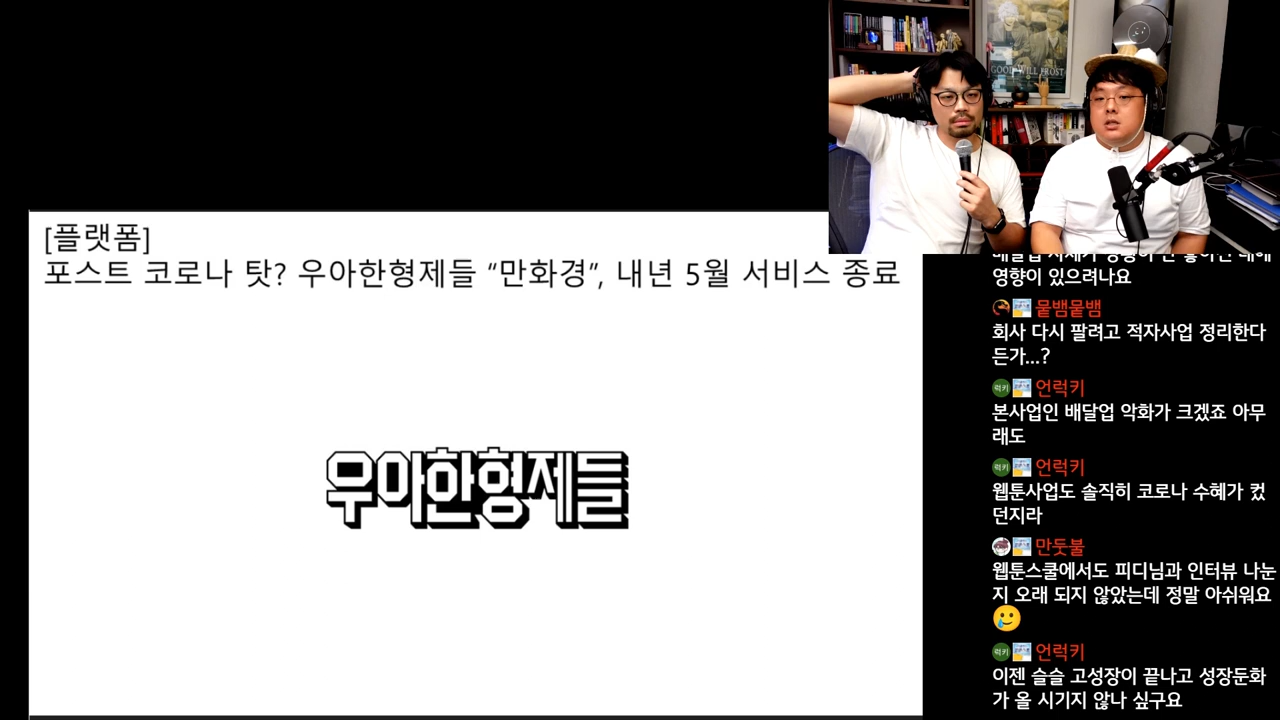 GOOD WILL
[플랫폼]
포스트 코로나 탓? 우아한형제들 “만화경”, 내년 5월 서비스 종료
우아한형제들
영향이 있으려나요
뭍뱀뭍뱀
회사 다시 팔려고 적자사업 정리한다
든가...?
럭키 언럭키
본사업인 배달업 악화가 크겠죠 아무
래도
럭키 언럭키
웹툰사업도 솔직히 코로나 수혜가 컸
던지라
만둣불
웹툰스쿨에서도 피디님과 인터뷰 나눈
지 오래 되지 않았는데 정말 아쉬워요
럭키 언럭키
이젠 슬슬 고성장이 끝나고 성장둔화
가 올 시기지 않나 싶구요